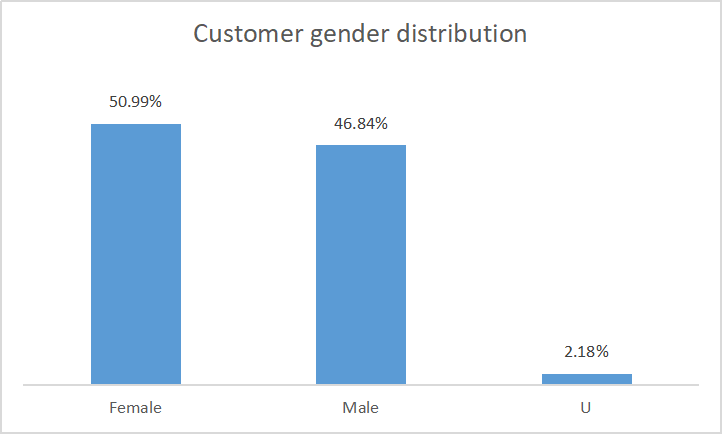 Customer gender distribution
50.99%
46.84%
2.18%
Female
Male
U